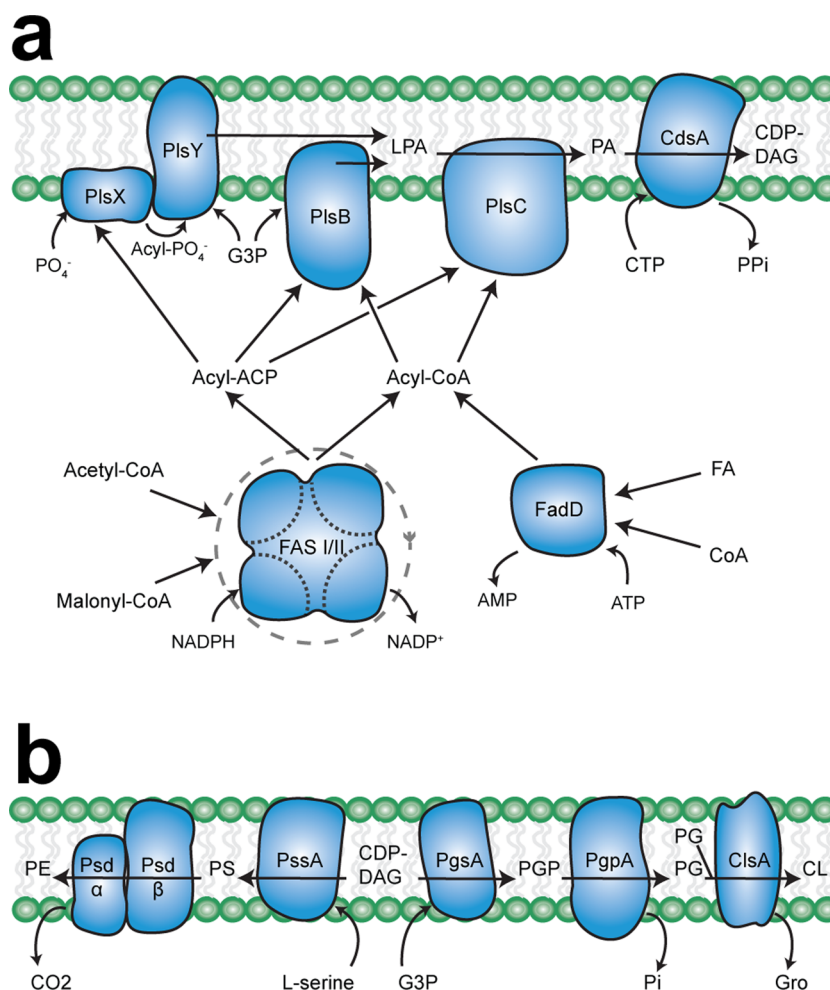 a
PlsY
LPA
PA
CdsA
CDP-
DAG
PlsX
PlsB
PlsC
PO₄⁻
Acyl-PO₄⁻
G3P
CTP
PPi
Acyl-ACP
Acyl-CoA
Acetyl-CoA
FA
FadD
FAS I/II
CoA
Malonyl-CoA
AMP
ATP
NADPH
NADP⁺
b
PE
Psd
α
Psd
β
PS
PssA
CDP-
DAG
PgsA
PGP
PgpA
PG
PG
ClsA
CL
CO2
L-serine
G3P
Pi
Gro